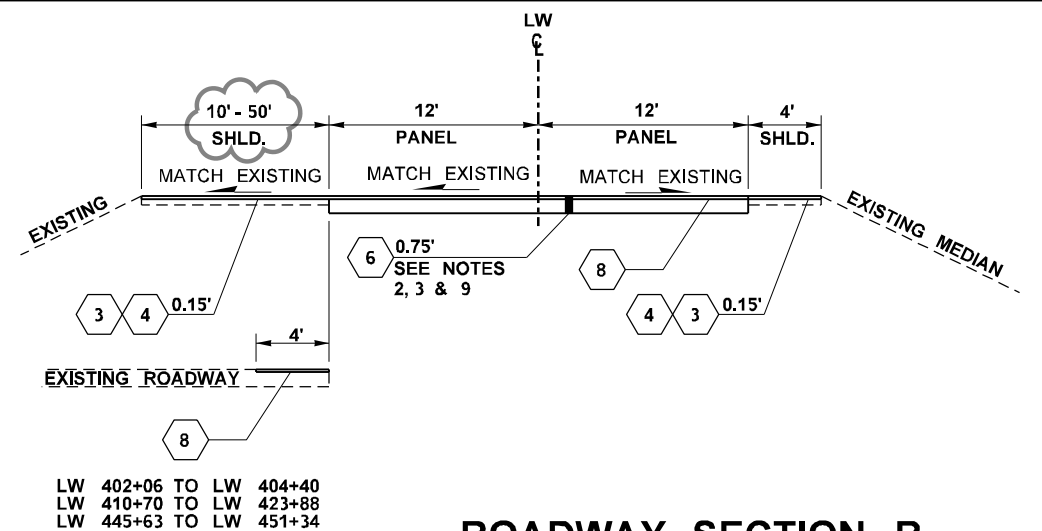 LW
℄
10' - 50'
SHLD.
12'
PANEL
12'
PANEL
4'
SHLD.
MATCH EXISTING
MATCH EXISTING
MATCH EXISTING
EXISTING
EXISTING MEDIAN
6
0.75'
SEE NOTES
2, 3 & 9
8
3 4 0.15'
4 3 0.15'
4'
EXISTING ROADWAY
8
LW 402+06 TO LW 404+40
LW 410+70 TO LW 423+88
LW 445+63 TO LW 451+34
ROADWAY SECTION B